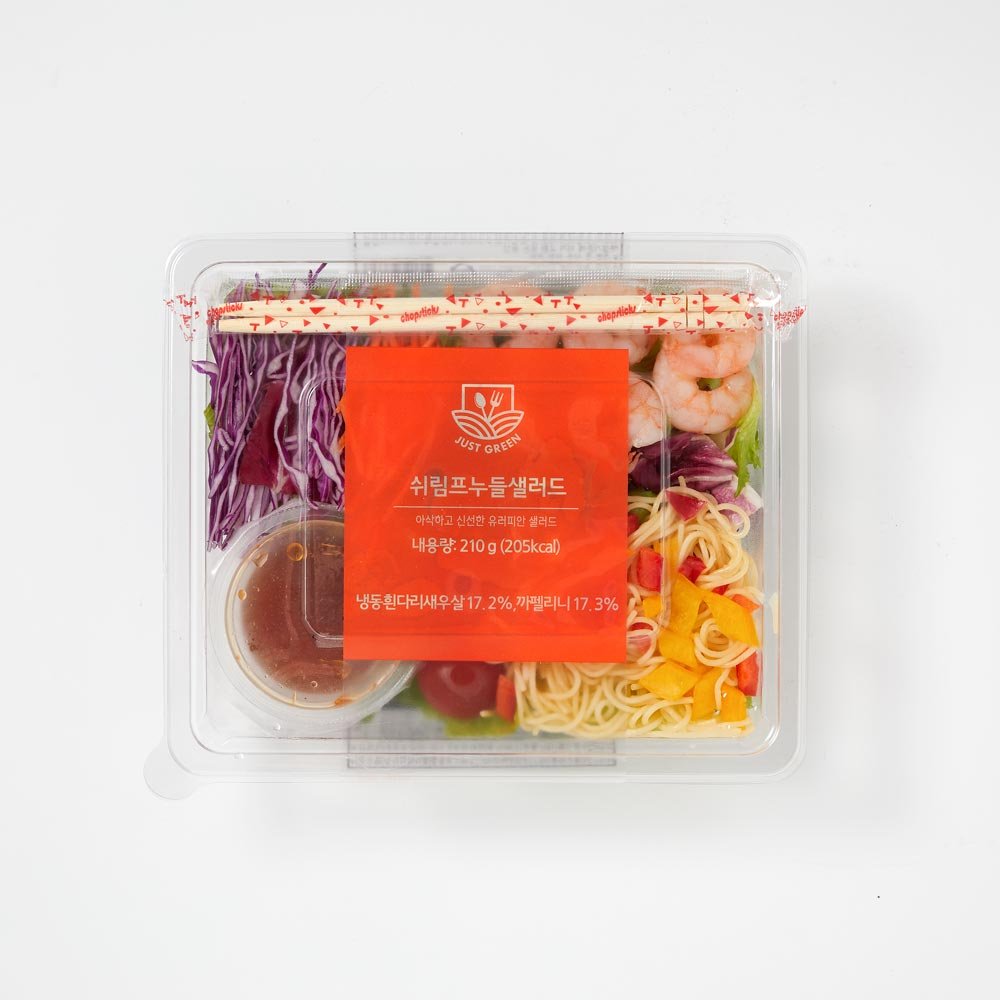 chopsticks chopsticks chopsticks
JUST GREEN
쉬림프누들샐러드
아삭하고 신선한 유러피안 샐러드
내용량: 210 g (205kcal)
냉동흰다리새우살 17.2%,까펠리니 17.3%